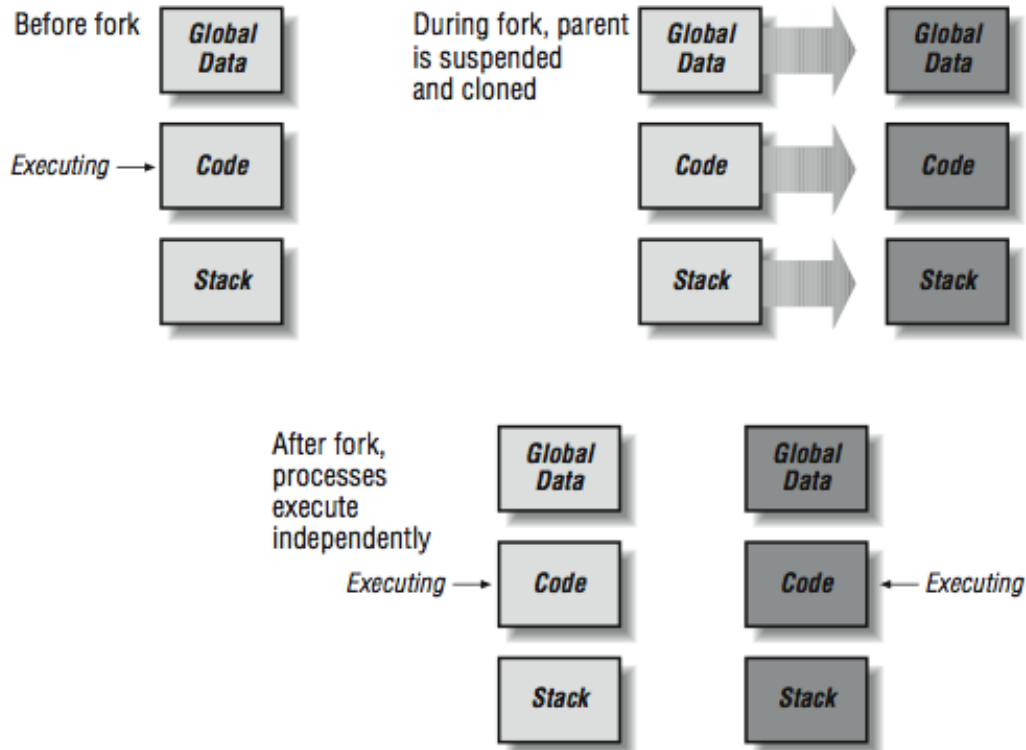 Before fork
Global
Data
Executing
Code
Stack
During fork, parent
is suspended
and cloned
Global
Data
Global
Data
Code
Code
Stack
Stack
After fork,
processes
execute
independently
Global
Data
Global
Data
Executing
Code
Code
Executing
Stack
Stack